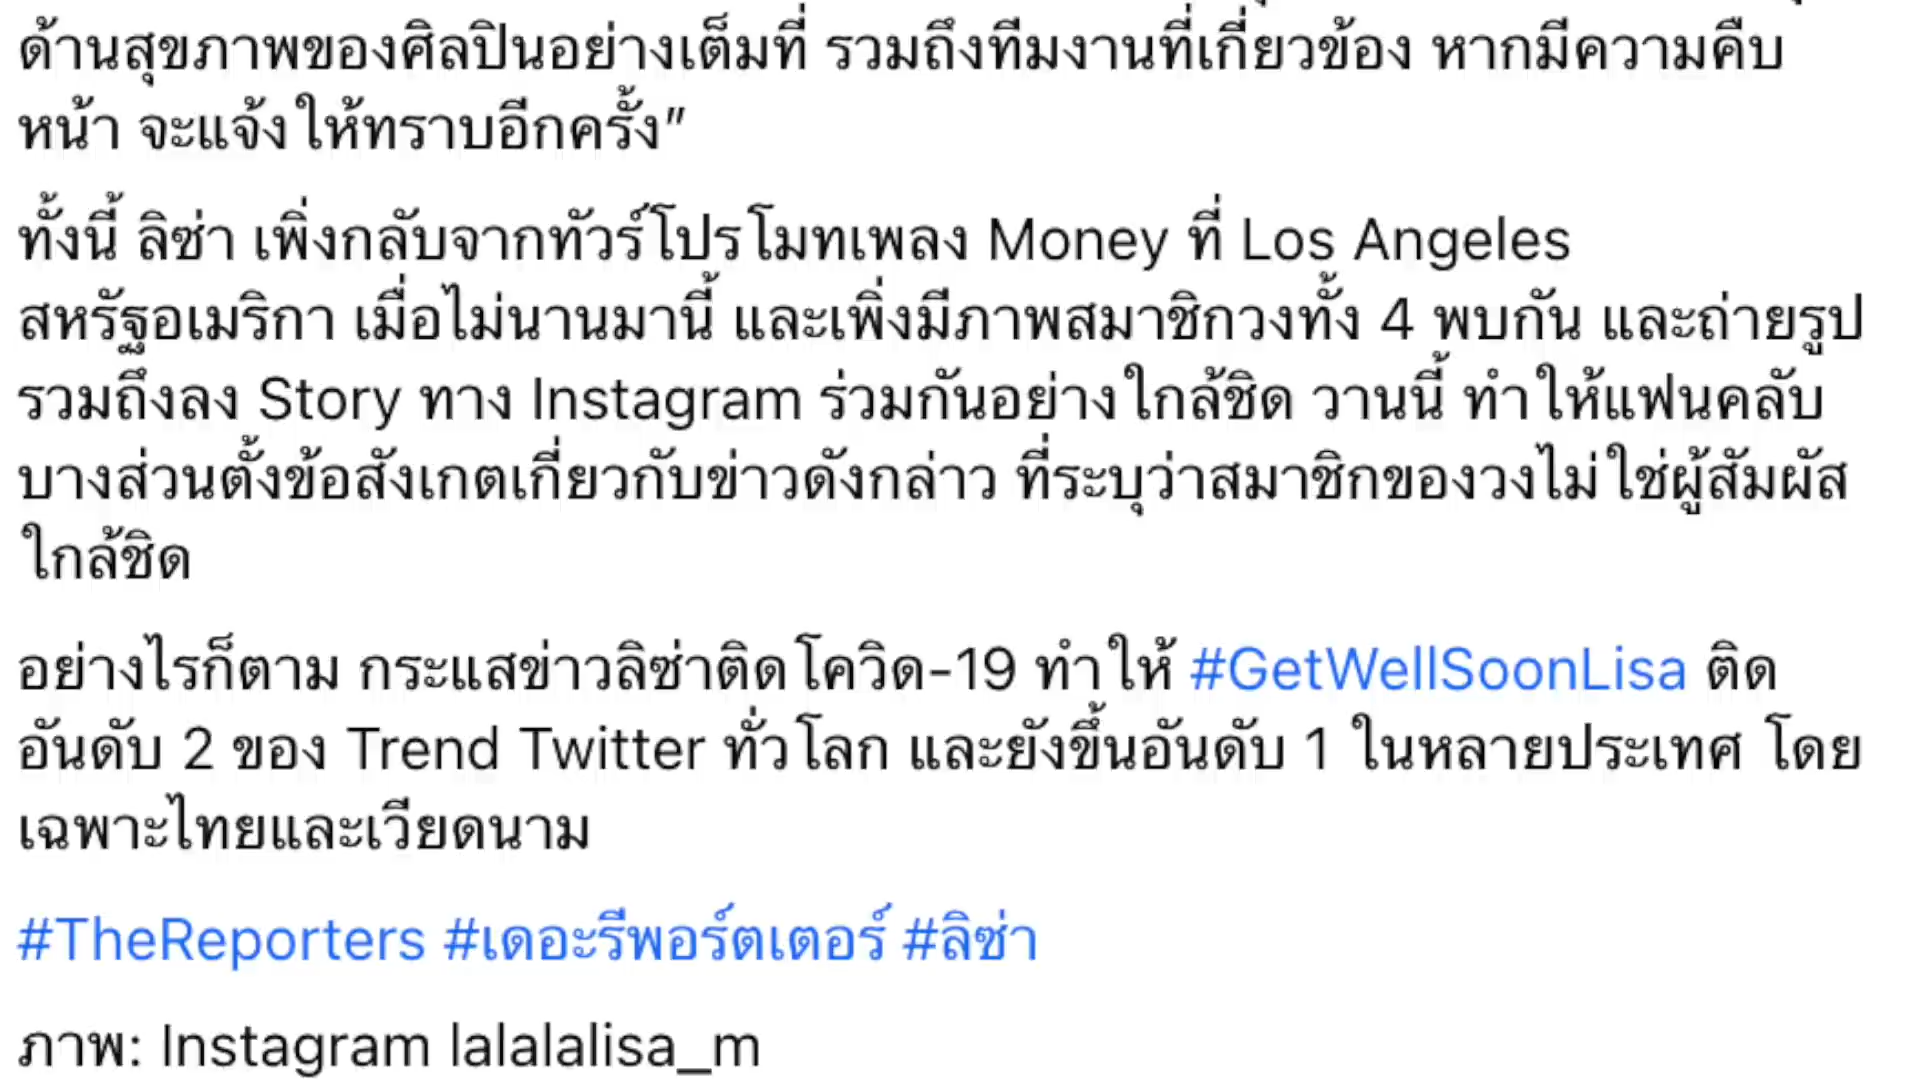 ด้านสุขภาพของศิลปินอย่างเต็มที่ รวมถึงทีมงานที่เกี่ยวข้อง หากมีความคืบ
หน้า จะแจ้งให้ทราบอีกครั้ง”
ทั้งนี้ ลิซ่า เพิ่งกลับจากทัวร์โปรโมทเพลง Money ที่ Los Angeles
สหรัฐอเมริกา เมื่อไม่นานมานี้ และเพิ่งมีภาพสมาชิกวงทั้ง 4 พบกัน และถ่ายรูป
รวมถึงลง Story ทาง Instagram ร่วมกันอย่างใกล้ชิด วานนี้ ทำให้แฟนคลับ
บางส่วนตั้งข้อสังเกตเกี่ยวกับข่าวดังกล่าว ที่ระบุว่าสมาชิกของวงไม่ใช่ผู้สัมผัส
ใกล้ชิด
อย่างไรก็ตาม กระแสข่าวลิซ่าติดโควิด-19 ทำให้ #GetWellSoonLisa ติด
อันดับ 2 ของ Trend Twitter ทั่วโลก และยังขึ้นอันดับ 1 ในหลายประเทศ โดย
เฉพาะไทยและเวียดนาม
#TheReporters #เดอะรีพอร์ตเตอร์ #ลิซ่า
ภาพ: Instagram lalalalisa_m